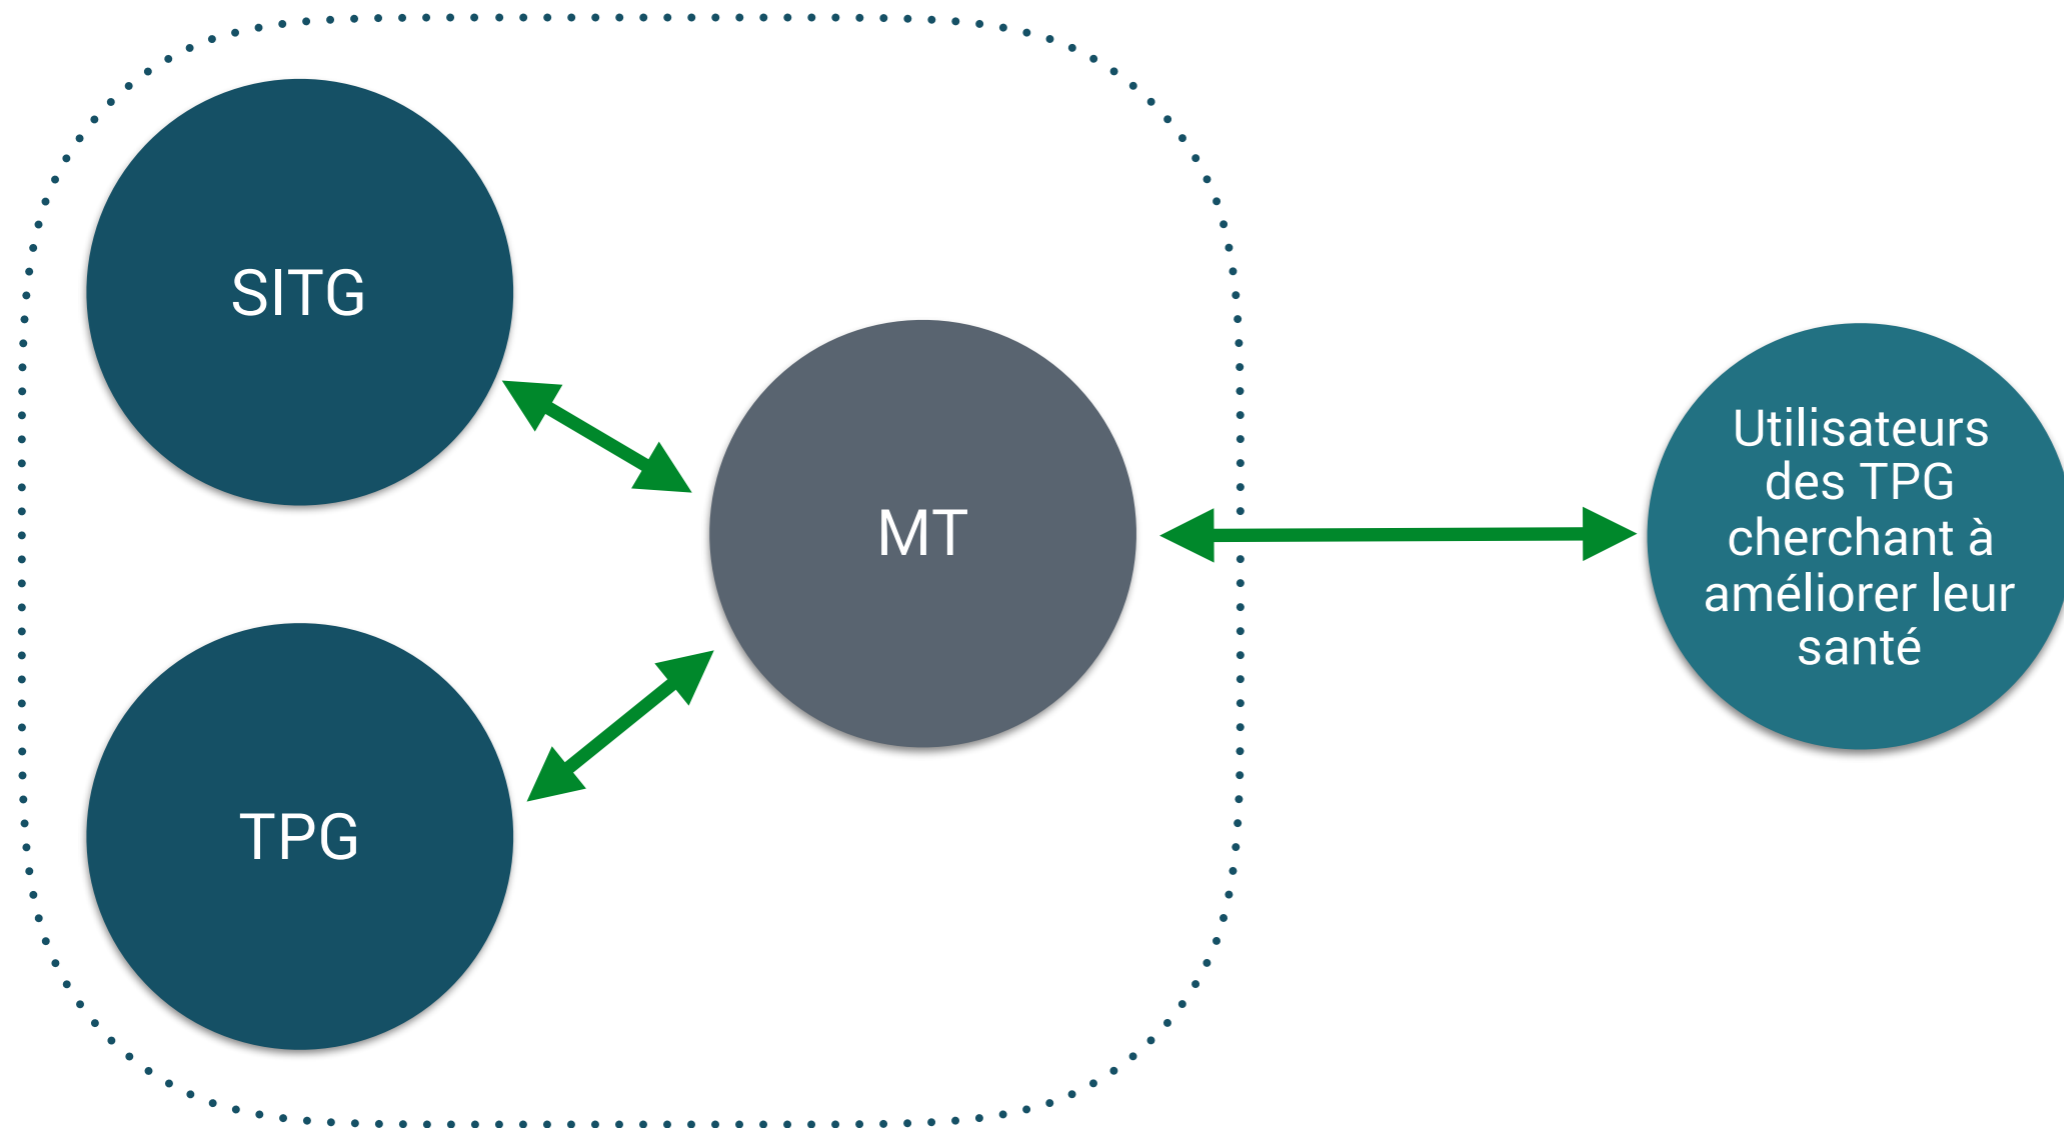 SITG
MT
TPG
Utilisateurs
des TPG
cherchant à
améliorer leur
santé